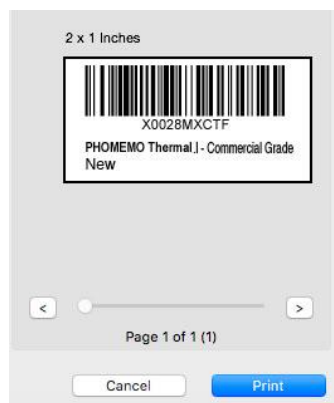 2 x 1 Inches
X0028MXCTF
PHOMEMO Thermal - Commercial Grade
New
<
>
Page 1 of 1 (1)
Cancel
Print